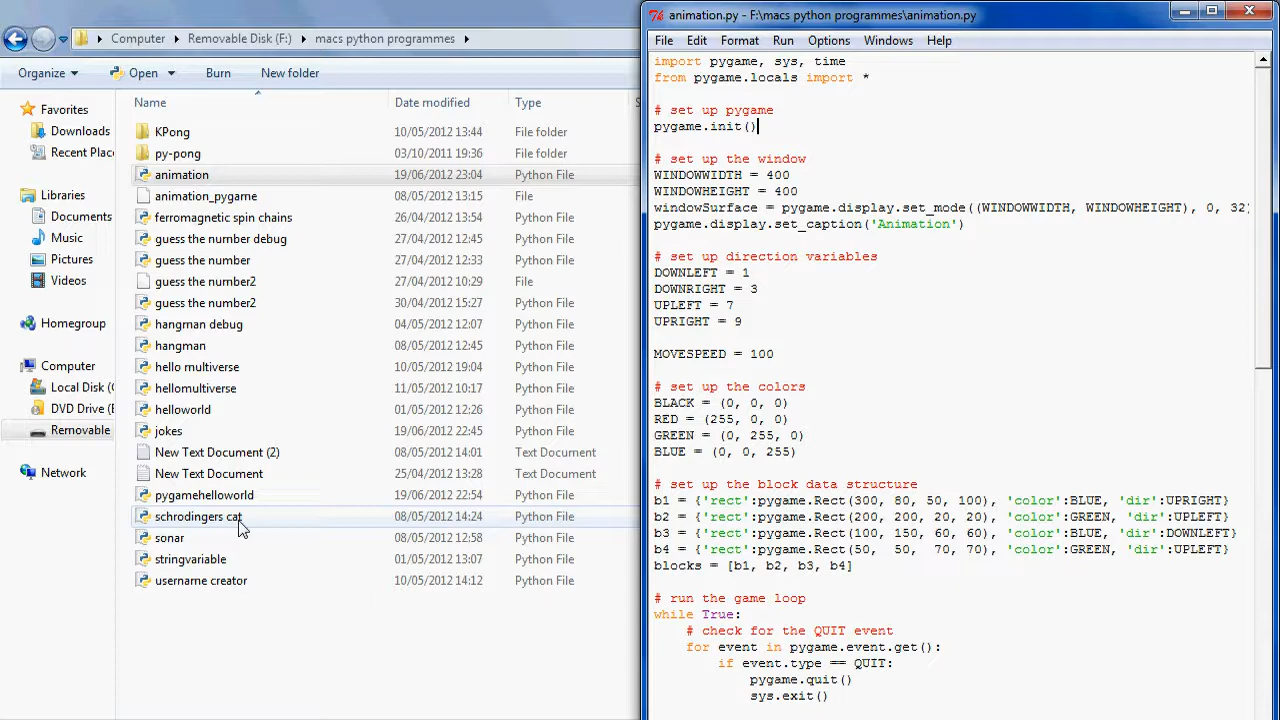 Computer Removable Disk (F:) macs python programmes
Organize Open Burn New folder
Favorites
Downloads
Recent Plac
Libraries
Documents
Music
Pictures
Videos
Homegroup
Computer
Local Disk (
DVD Drive (
Removable
Network
Name Date modified Type
KPong 10/05/2012 13:44 File folder
py-pong 03/10/2011 19:36 File folder
animation 19/06/2012 23:04 Python File
animation_pygame 08/05/2012 13:15 File
ferromagnetic spin chains 26/04/2012 13:54 Python File
guess the number debug 27/04/2012 12:45 Python File
guess the number 27/04/2012 12:33 Python File
guess the number2 27/04/2012 10:29 File
guess the number2 30/04/2012 15:27 Python File
hangman debug 04/05/2012 12:07 Python File
hangman 08/05/2012 12:45 Python File
hello multiverse 10/05/2012 19:04 Python File
hellomultiverse 11/05/2012 10:17 Python File
helloworld 01/05/2012 12:26 Python File
jokes 19/06/2012 22:45 Python File
New Text Document (2) 08/05/2012 14:01 Text Document
New Text Document 25/04/2012 13:28 Text Document
pygamehelloworld 19/06/2012 22:54 Python File
schrodingers cat 08/05/2012 14:24 Python File
sonar 08/05/2012 12:58 Python File
stringvariable 01/05/2012 13:07 Python File
username creator 10/05/2012 14:12 Python File
animation.py - F:\macs python programmes\animation.py
File Edit Format Run Options Windows Help
import pygame, sys, time
from pygame.locals import *
# set up pygame
pygame.init()
# set up the window
WINDOWWIDTH = 400
WINDOWHEIGHT = 400
windowSurface = pygame.display.set_mode((WINDOWWIDTH, WINDOWHEIGHT), 0, 32)
pygame.display.set_caption('Animation')
# set up direction variables
DOWNLEFT = 1
DOWNRIGHT = 3
UPLEFT = 7
UPRIGHT = 9
MOVESPEED = 100
# set up the colors
BLACK = (0, 0, 0)
RED = (255, 0, 0)
GREEN = (0, 255, 0)
BLUE = (0, 0, 255)
# set up the block data structure
b1 = {'rect':pygame.Rect(300, 80, 50, 100), 'color':BLUE, 'dir':UPRIGHT}
b2 = {'rect':pygame.Rect(200, 200, 20, 20), 'color':GREEN, 'dir':UPLEFT}
b3 = {'rect':pygame.Rect(100, 150, 60, 60), 'color':BLUE, 'dir':DOWNLEFT}
b4 = {'rect':pygame.Rect(50,  50,  70, 70), 'color':GREEN, 'dir':UPLEFT}
blocks = [b1, b2, b3, b4]
# run the game loop
while True:
    # check for the QUIT event
    for event in pygame.event.get():
        if event.type == QUIT:
            pygame.quit()
            sys.exit()